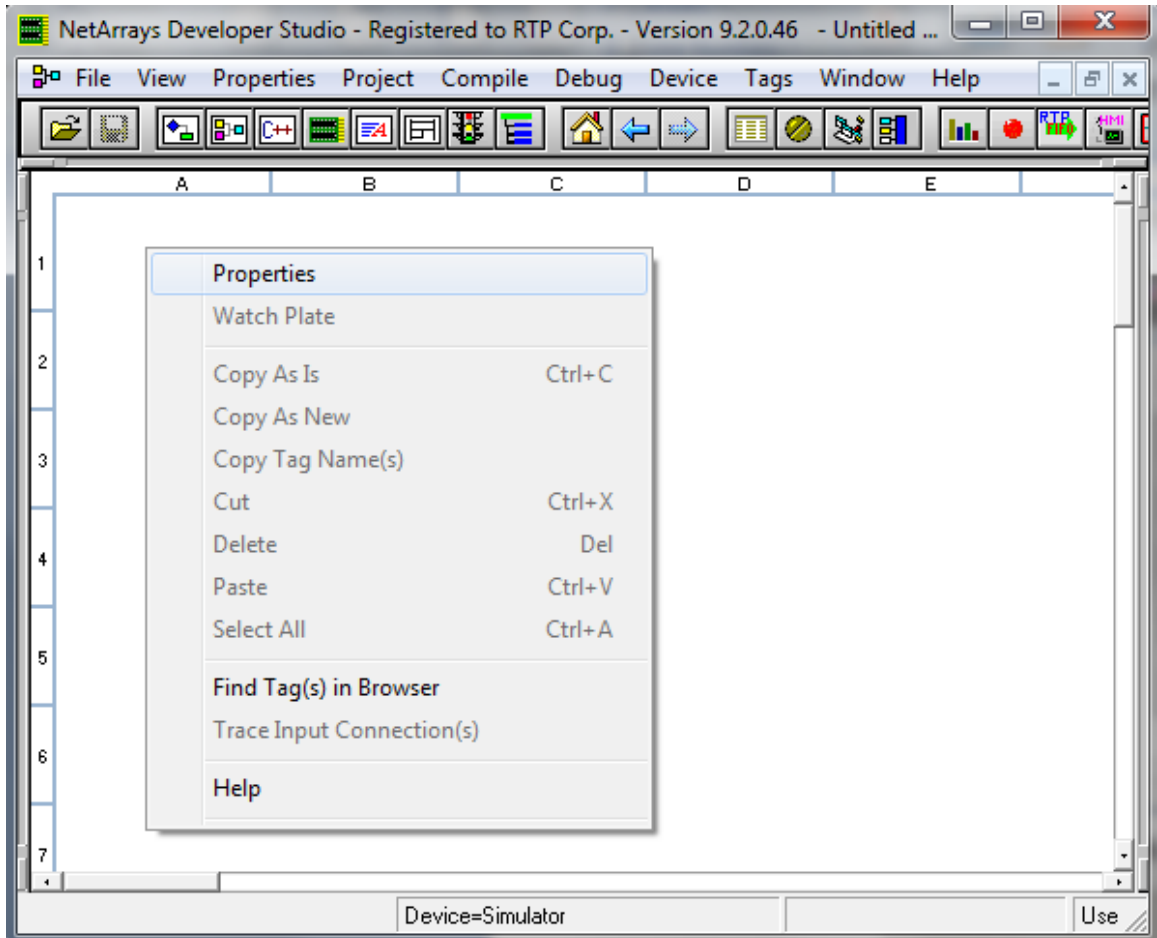 NetArrays Developer Studio - Registered to RTP Corp. - Version 9.2.0.46 - Untitled ...
File View Properties Project Compile Debug Device Tags Window Help
C++ A RTP FIFO HMI
A B C D E
1
Properties
Watch Plate
2
Copy As Is Ctrl+C
Copy As New
3
Copy Tag Name(s)
Cut Ctrl+X
4
Delete Del
Paste Ctrl+V
Select All Ctrl+A
5
Find Tag(s) in Browser
Trace Input Connection(s)
6
Help
7
Device=Simulator Use